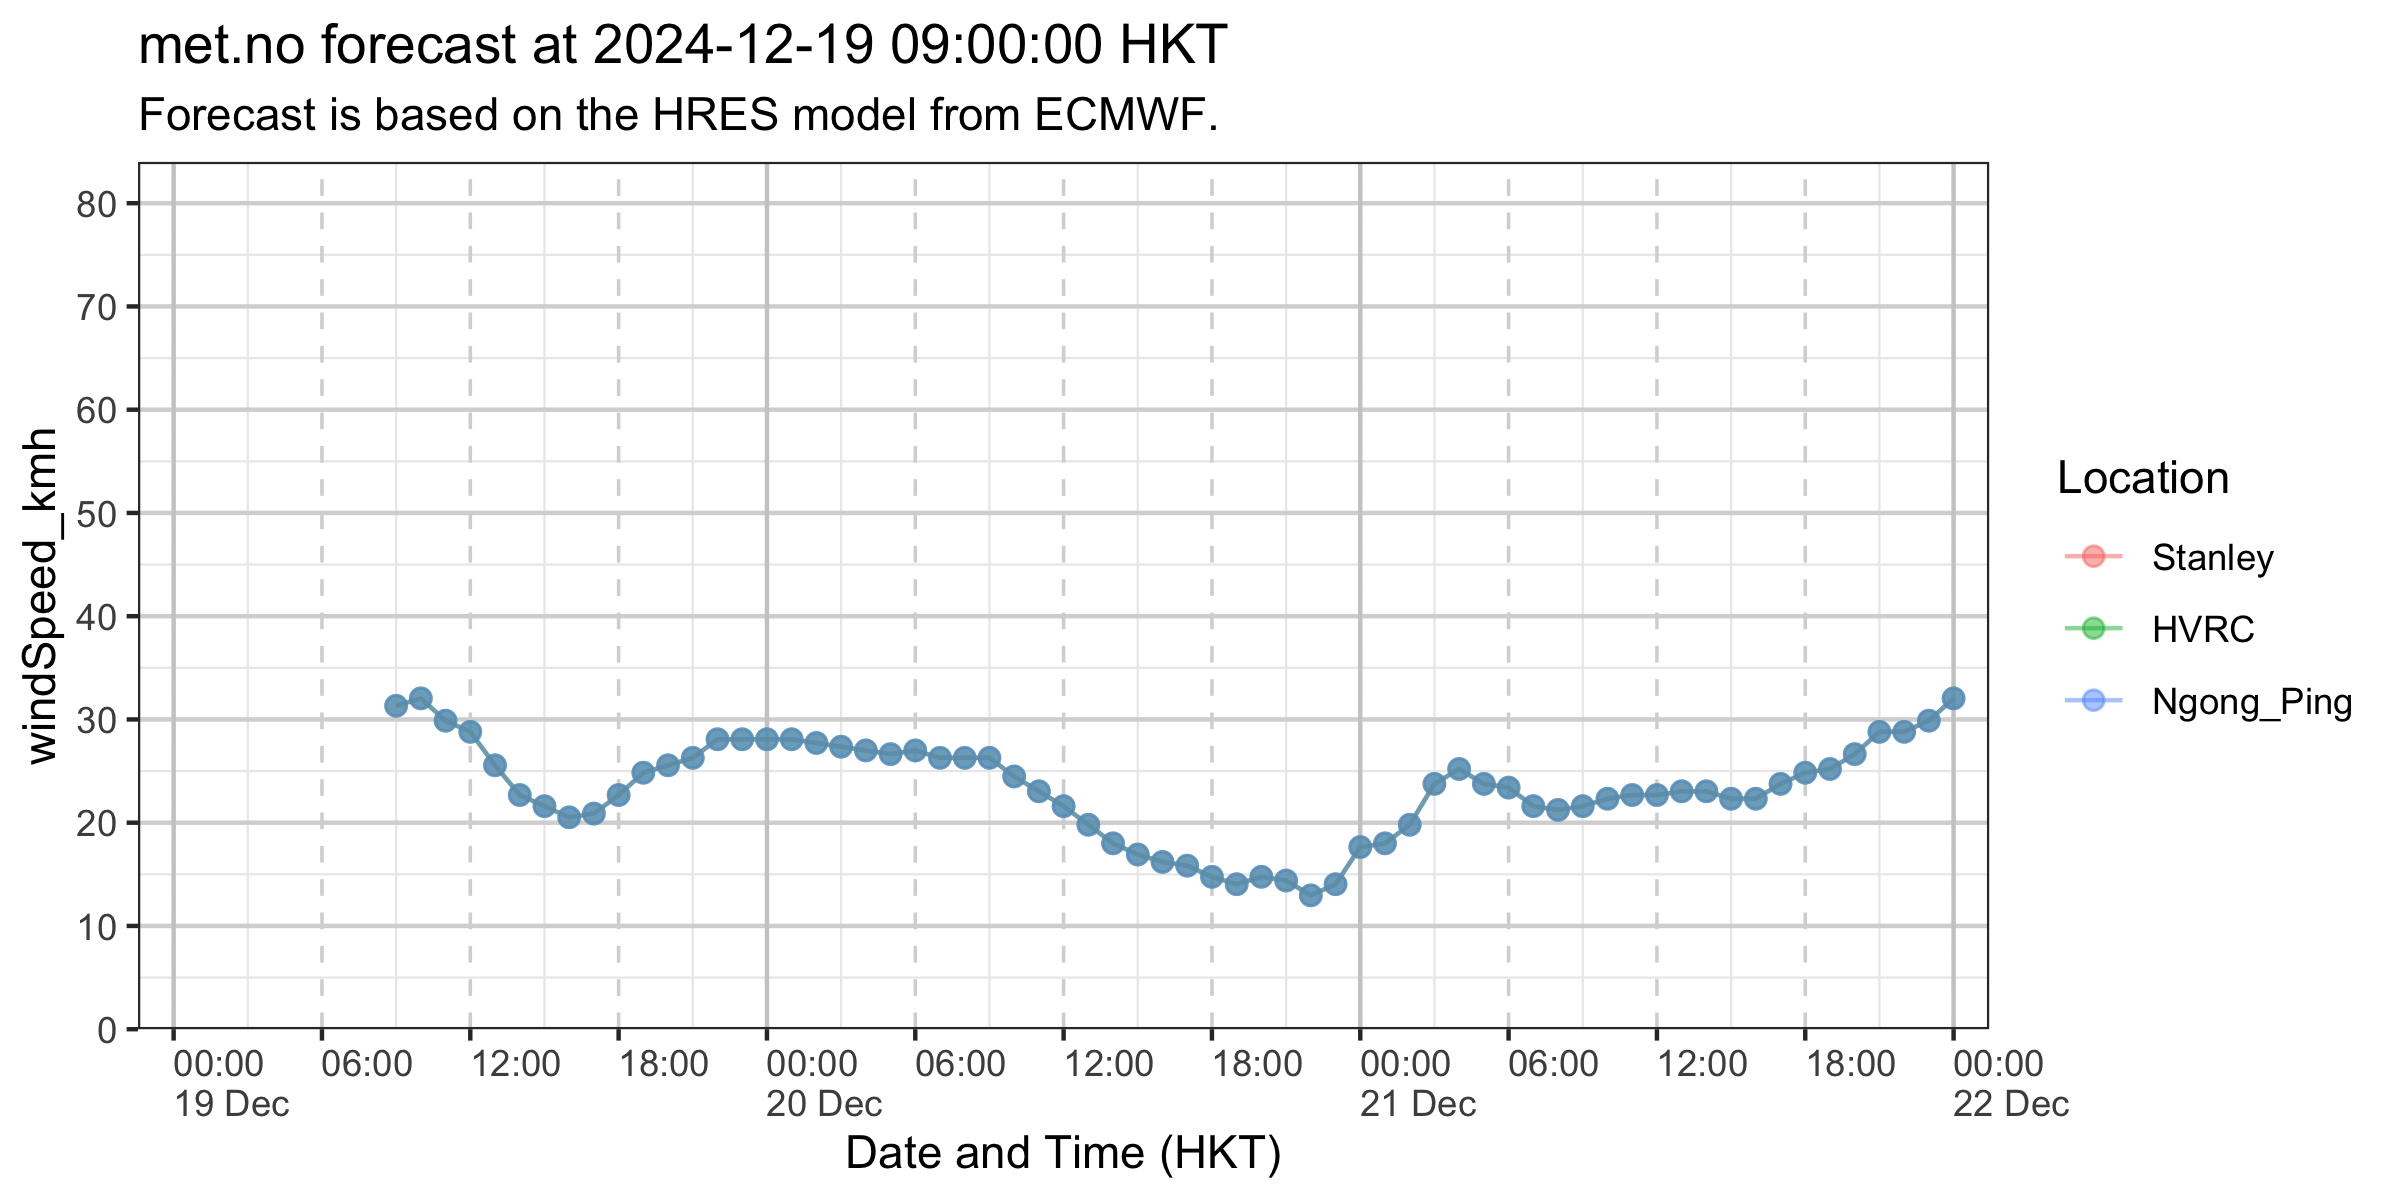 met.no forecast at 2024-12-19 09:00:00 HKT
Forecast is based on the HRES model from ECMWF.
windSpeed_kmh
80
70
60
50
40
30
20
10
0
00:00 06:00 12:00 18:00 00:00 06:00 12:00 18:00 00:00 06:00 12:00 18:00 00:00
19 Dec 20 Dec 21 Dec 22 Dec
Date and Time (HKT)
Location
Stanley
HVRC
Ngong_Ping